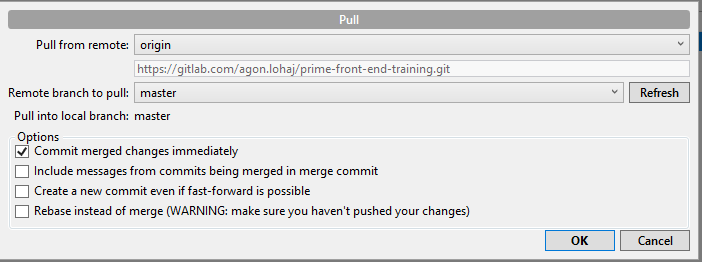 Pull
Pull from remote: origin
https://gitlab.com/agon.lohaj/prime-front-end-training.git
Remote branch to pull: master Refresh
Pull into local branch: master
Options
Commit merged changes immediately
Include messages from commits being merged in merge commit
Create a new commit even if fast-forward is possible
Rebase instead of merge (WARNING: make sure you haven't pushed your changes)
OK Cancel